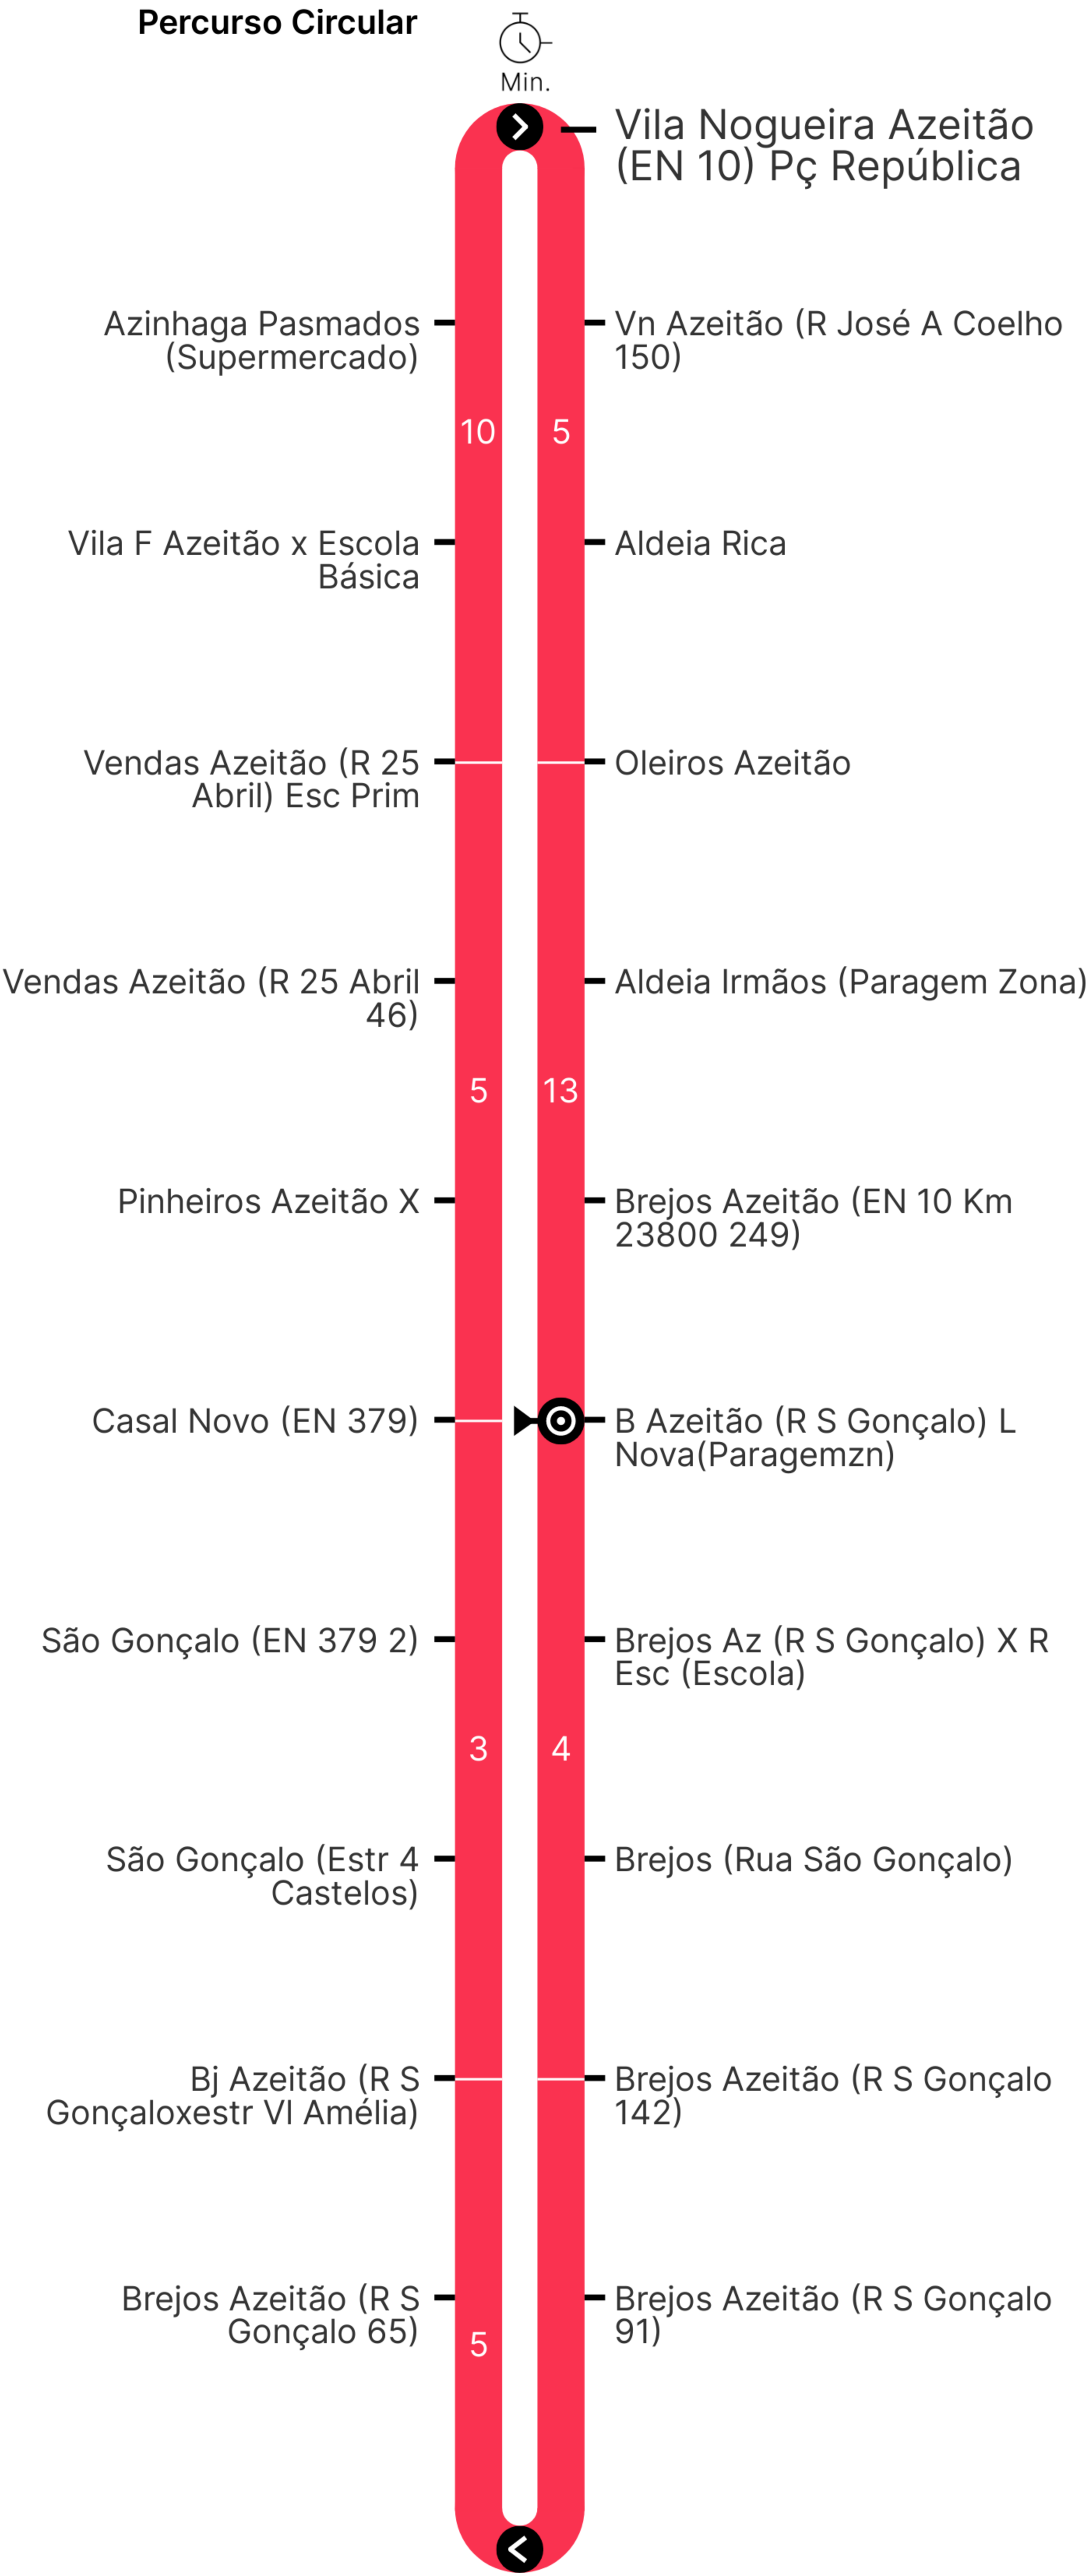 Percurso Circular
Min.
Vila Nogueira Azeitão
(EN 10) Pç República
Azinhaga Pasmados
(Supermercado)
Vn Azeitão (R José A Coelho
150)
10
5
Vila F Azeitão x Escola
Básica
Aldeia Rica
Vendas Azeitão (R 25
Abril) Esc Prim
Oleiros Azeitão
Vendas Azeitão (R 25 Abril
46)
Aldeia Irmãos (Paragem Zona)
5
13
Pinheiros Azeitão X
Brejos Azeitão (EN 10 Km
23800 249)
Casal Novo (EN 379)
B Azeitão (R S Gonçalo) L
Nova(Paragemzn)
São Gonçalo (EN 379 2)
Brejos Az (R S Gonçalo) X R
Esc (Escola)
3
4
São Gonçalo (Estr 4
Castelos)
Brejos (Rua São Gonçalo)
Bj Azeitão (R S
Gonçaloxestr Vl Amélia)
Brejos Azeitão (R S Gonçalo
142)
Brejos Azeitão (R S
Gonçalo 65)
Brejos Azeitão (R S Gonçalo
91)
5